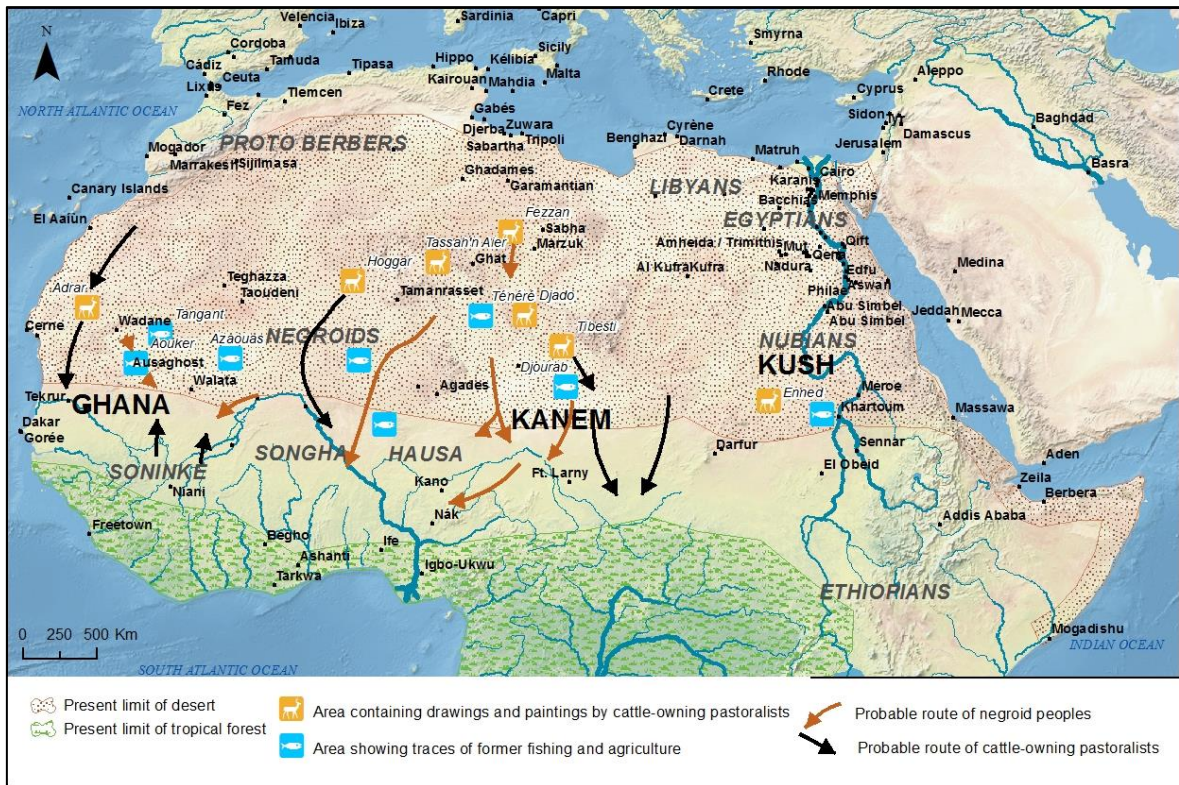 N
Velencia
Ibiza
Sardinia
Capri
Cordoba
Tamuda
Cádiz
Ceuta
Lixus
Fez
Tlemcen
Tipasa
Hippo
Kélibia
Sicily
Kairouan
Mahdia
Malta
Smyrna
Rhode
Crete
Cyprus
Aleppo
Sidon
Tyr
Damascus
Jerusalem
Baghdád
Basra
NORTH ATLANTIC OCEAN
Gabés
Djerba
Zuwara
Sabartha
Tripoli
Benghazi
Cyrène
Darnah
Matruh
Cairo
Karanis
Memphis
Bacchias
PROTO BERBERS
Mogador
Marrakesh
Sijilmasa
Ghadames
Garamantian
LIBYANS
EGYPTIANS
Canary Islands
El Aaiún
Fezzan
Sabha
Marzuk
Tassah'n A'er
Ghat
Amheida / Trimithis
Mut
Qena
Qift
Nadura
Al Kufra
Kufra
Edfu
Aswan
Philae
Abu Simbel
Abu Simbel
Medina
Jeddah
Mecca
Hoggar
Tamanrasset
Teghazza
Taoudeni
Adrar
Cerne
Wadane
Tangant
Aouker
Ausaghost
Azaouas
Walata
NEGROIDS
Ténéré
Djado
Tibesti
Djourab
Agades
NUBIANS
KUSH
Enned
Meroe
Khartoum
Massawa
Tekrur
GHANA
Dakar
Gorée
SONINKE
Niani
SONGHA
HAUSA
KANEM
Kano
Ft. Larny
Nák
Darfur
El Obeid
Sennar
Aden
Zeila
Berbera
Addis Ababa
Freetown
Begho
Ashanti
Tarkwa
Ife
Igbo-Ukwu
ETHIORIANS
Mogadishu
INDIAN OCEAN
0 250 500 Km
SOUTH ATLANTIC OCEAN
Present limit of desert
Present limit of tropical forest
Area containing drawings and paintings by cattle-owning pastoralists
Area showing traces of former fishing and agriculture
Probable route of negroid peoples
Probable route of cattle-owning pastoralists